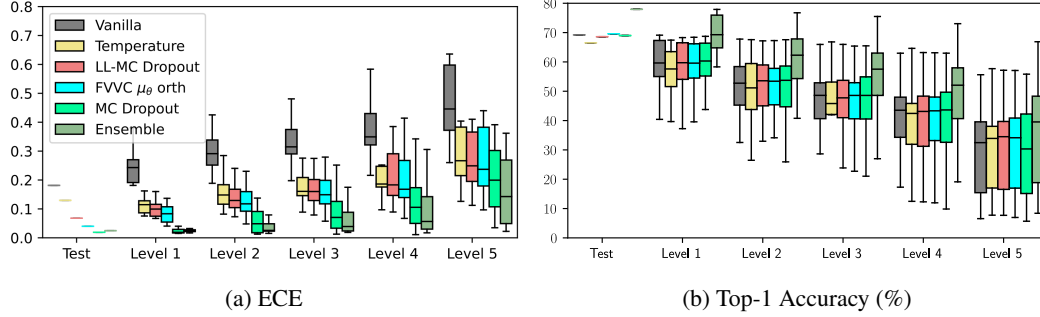 0.8
0.7
0.6
0.5
0.4
0.3
0.2
0.1
0.0
Vanilla
Temperature
LL-MC Dropout
FVVC μθ orth
MC Dropout
Ensemble
Test Level 1 Level 2 Level 3 Level 4 Level 5
(a) ECE
80
70
60
50
40
30
20
10
0
Test Level 1 Level 2 Level 3 Level 4 Level 5
(b) Top-1 Accuracy (%)